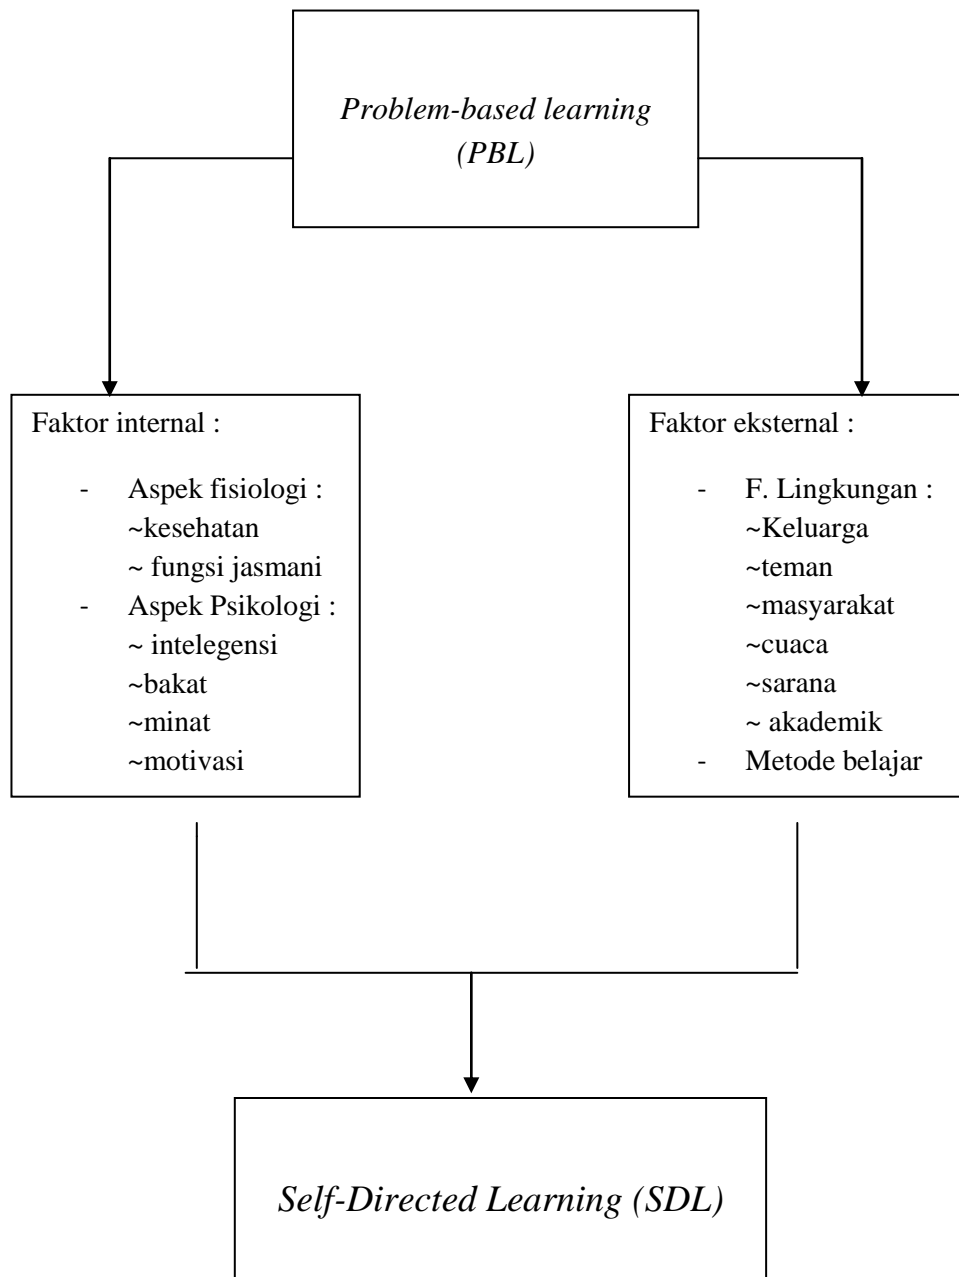 Problem-based learning
(PBL)
Faktor internal :
- Aspek fisiologi :
~kesehatan
~ fungsi jasmani
- Aspek Psikologi :
~ intelegensi
~bakat
~minat
~motivasi
Faktor eksternal :
- F. Lingkungan :
~Keluarga
~teman
~masyarakat
~cuaca
~sarana
~ akademik
- Metode belajar
Self-Directed Learning (SDL)